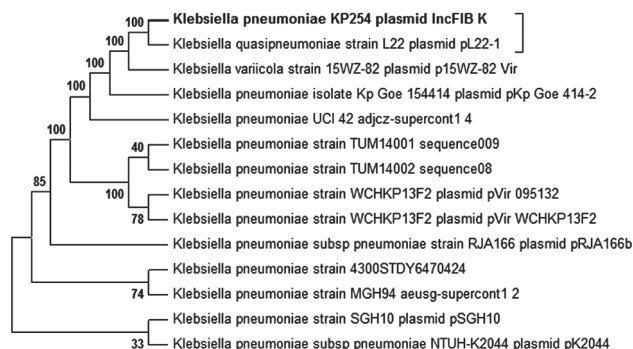 100 Klebsiella pneumoniae KP254 plasmid IncFIB K
100 Klebsiella quasipneumoniae strain L22 plasmid pL22-1
100 Klebsiella variicola strain 15WZ-82 plasmid p15WZ-82 Vir
100 Klebsiella pneumoniae isolate Kp Goe 154414 plasmid pKp Goe 414-2
Klebsiella pneumoniae UCI 42 adjcz-supercont1 4
100
40 Klebsiella pneumoniae strain TUM14001 sequence009
Klebsiella pneumoniae strain TUM14002 sequence08
85 100 Klebsiella pneumoniae strain WCHKP13F2 plasmid pVir 095132
78 Klebsiella pneumoniae strain WCHKP13F2 plasmid pVir WCHKP13F2
Klebsiella pneumoniae subsp pneumoniae strain RJA166 plasmid pRJA166b
Klebsiella pneumoniae strain 4300STDY6470424
74 Klebsiella pneumoniae strain MGH94 aeusg-supercont1 2
Klebsiella pneumoniae strain SGH10 plasmid pSGH10
33 Klebsiella pneumoniae subsp pneumoniae NTUH-K2044 plasmid pK2044